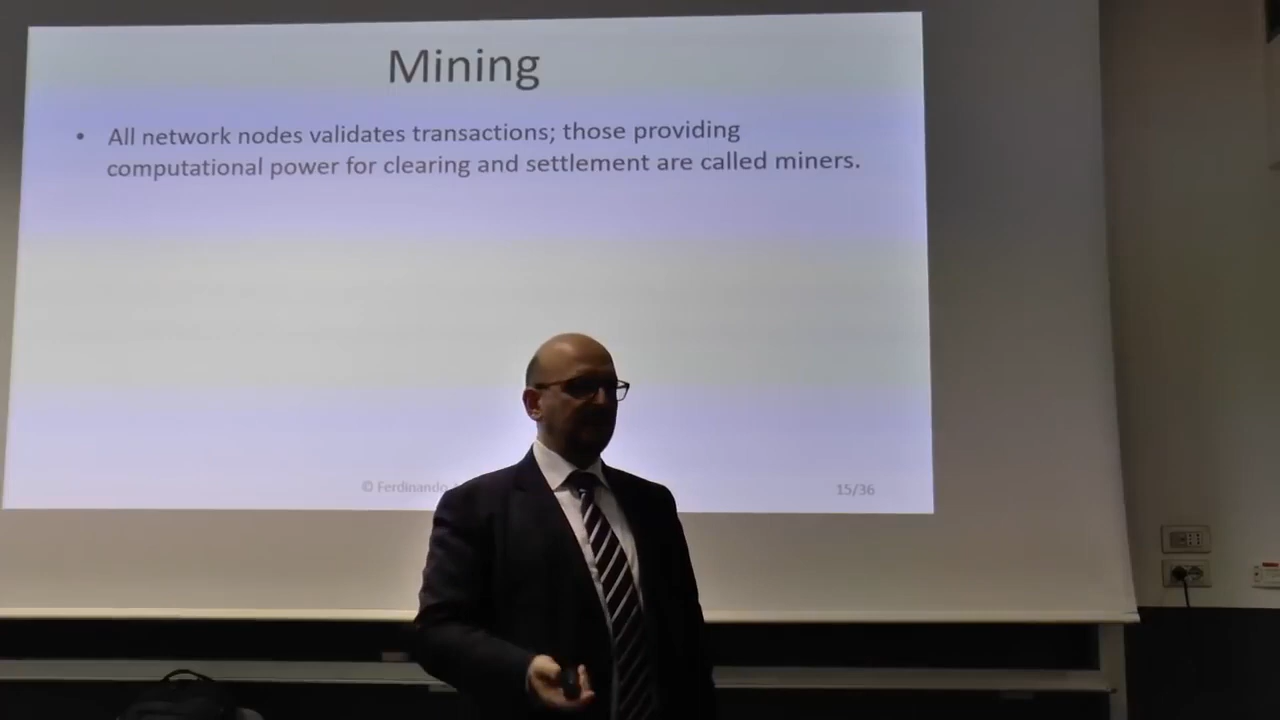 Mining
• All network nodes validates transactions; those providing
computational power for clearing and settlement are called miners.
© Ferdinando
15/36